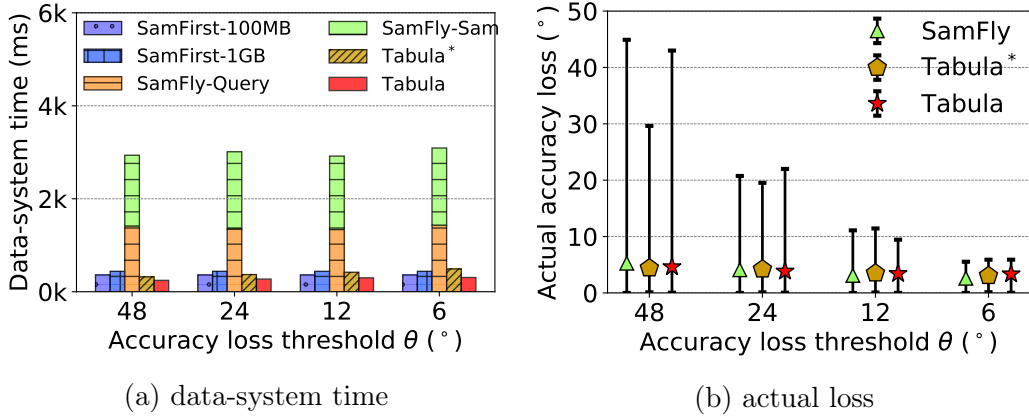 6k
4k
2k
0k
Data-system time (ms)
SamFirst-100MB
SamFirst-1GB
SamFly-Query
SamFly-Sam
Tabula*
Tabula
48 24 12 6
Accuracy loss threshold θ (°)
(a) data-system time
50
40
30
20
10
0
Actual accuracy loss (°)
SamFly
Tabula*
Tabula
48 24 12 6
Accuracy loss threshold θ (°)
(b) actual loss